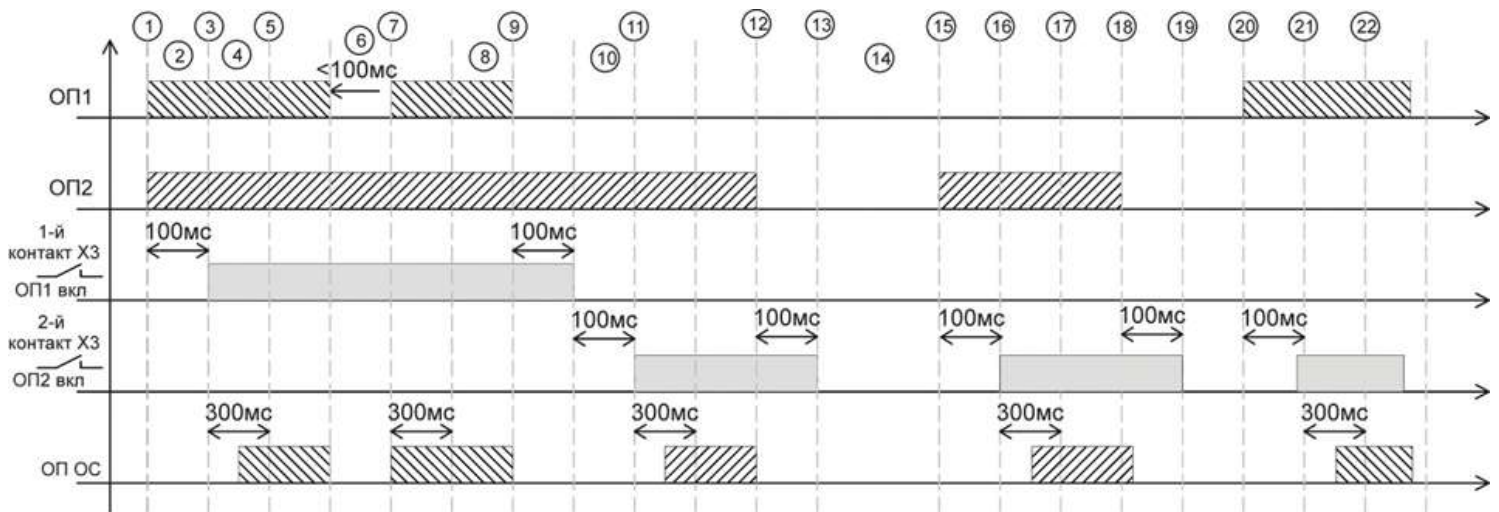 1 3 5 7 9 11 12 13 15 16 17 18 19 20 21 22
2 4 6 8 10 14
<100мс
ОП1
ОП2
1-й
контакт X3
ОП1 вкл
100мс 100мс
2-й
контакт X3
ОП2 вкл
100мс 100мс 100мс 100мс 100мс
300мс 300мс 300мс 300мс 300мс
ОП ОС